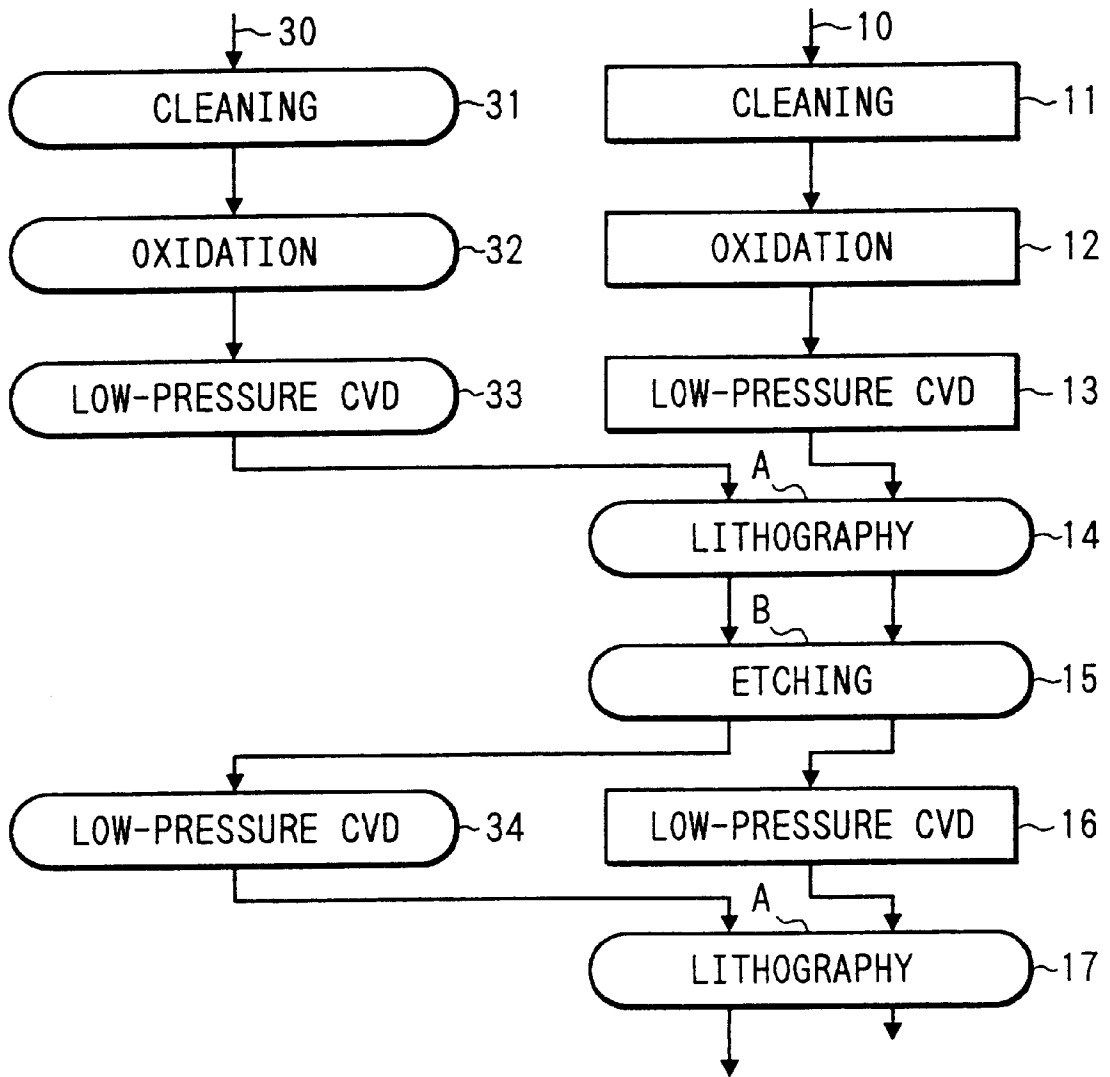 30
10
CLEANING
31
CLEANING
11
OXIDATION
32
OXIDATION
12
LOW-PRESSURE CVD
33
LOW-PRESSURE CVD
13
A
LITHOGRAPHY
14
B
ETCHING
15
LOW-PRESSURE CVD
34
LOW-PRESSURE CVD
16
A
LITHOGRAPHY
17